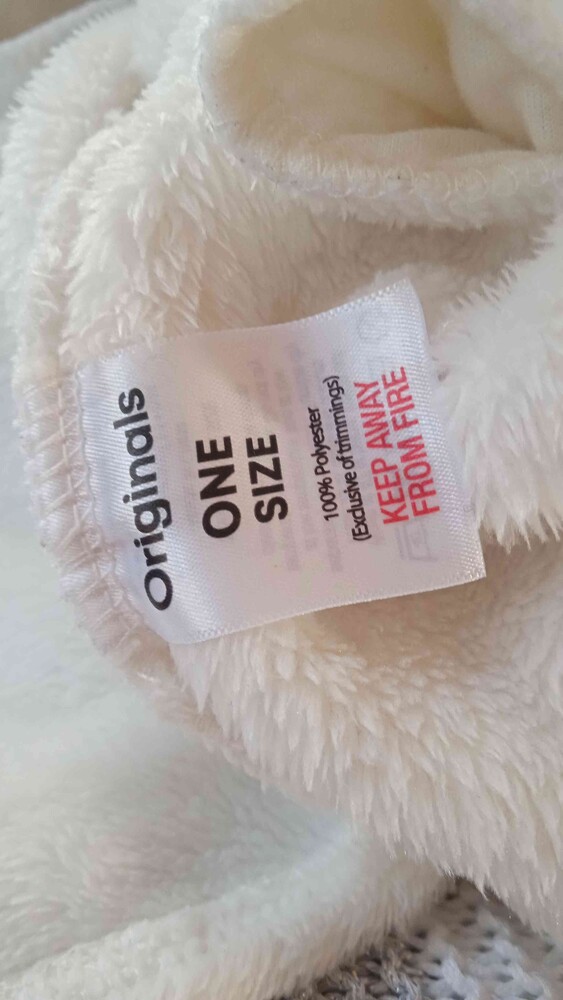 Originals
ONE
SIZE
100% Polyester
(Exclusive of trimmings)
KEEP AWAY
FROM FIRE